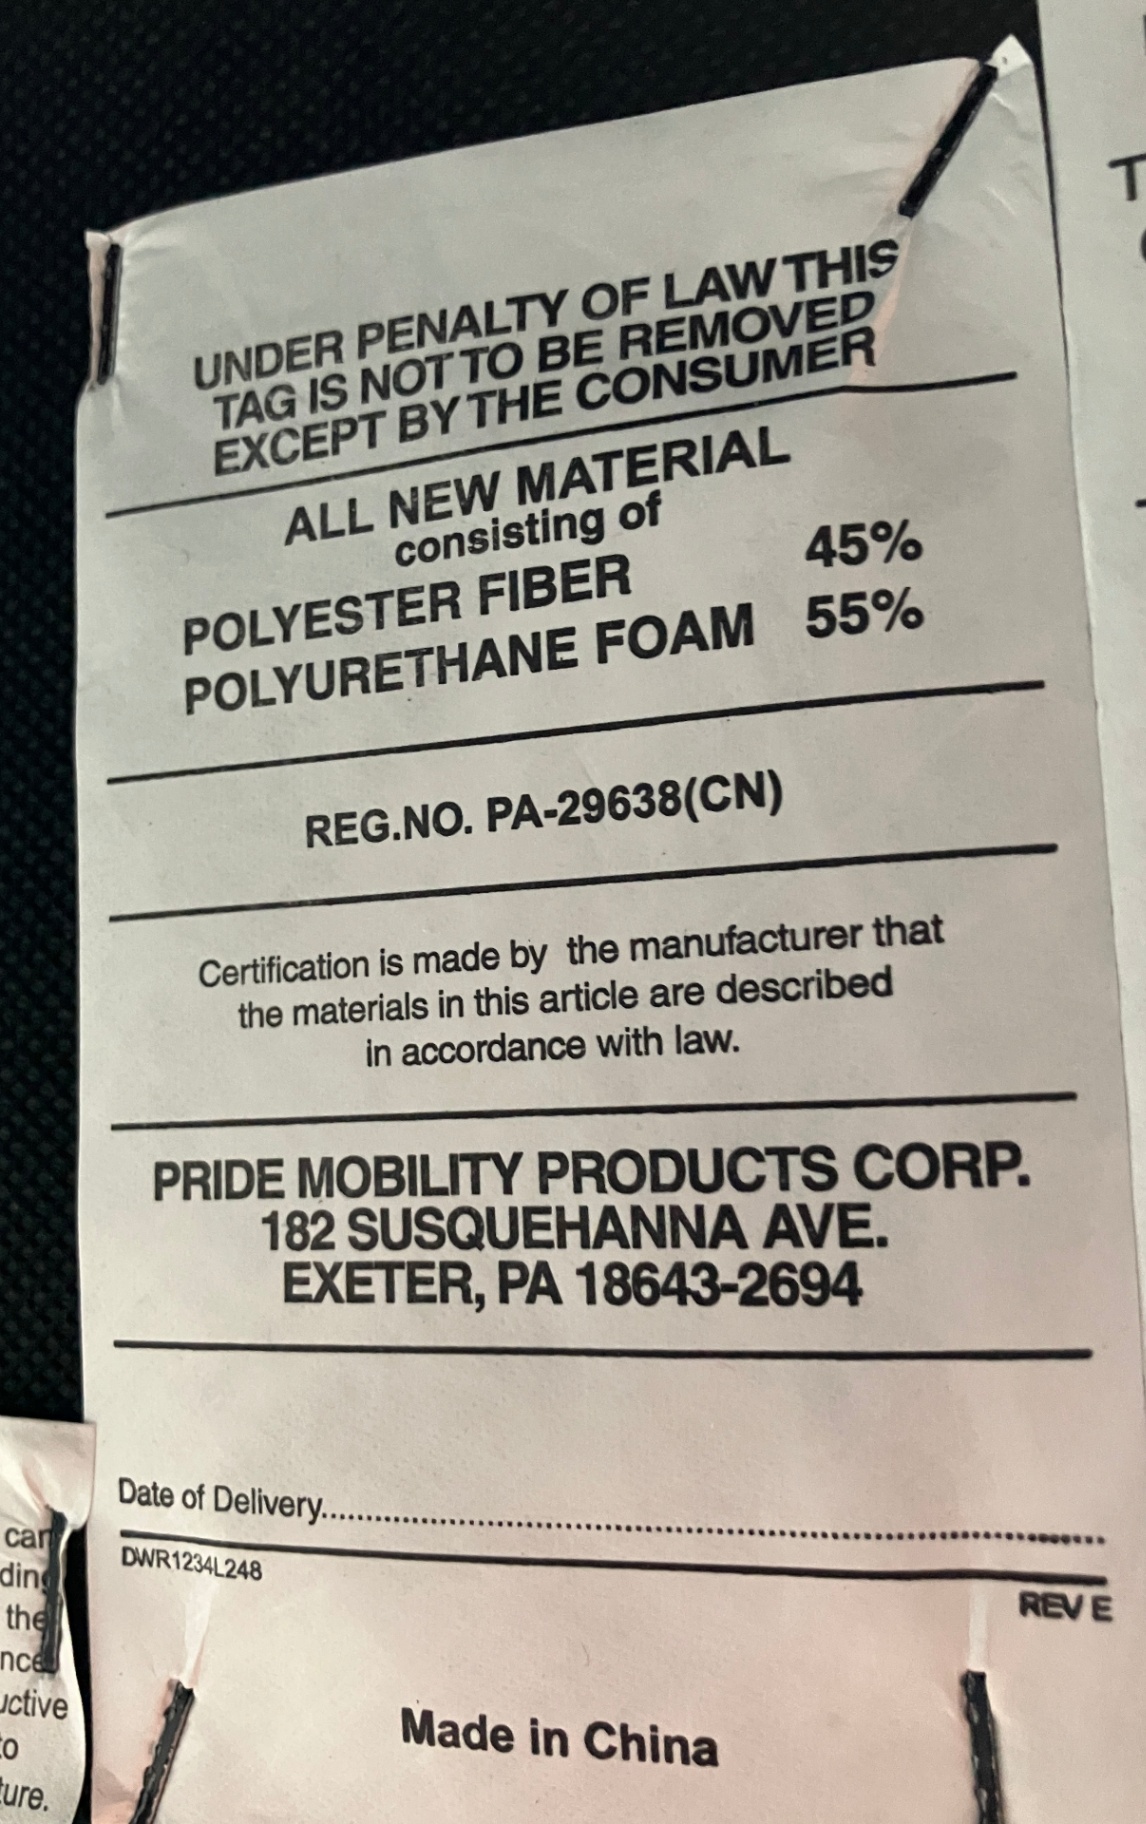 UNDER PENALTY OF LAW THIS
TAG IS NOT TO BE REMOVED
EXCEPT BY THE CONSUMER
ALL NEW MATERIAL
consisting of
POLYESTER FIBER 45%
POLYURETHANE FOAM 55%
REG.NO. PA-29638(CN)
Certification is made by the manufacturer that
the materials in this article are described
in accordance with law.
PRIDE MOBILITY PRODUCTS CORP.
182 SUSQUEHANNA AVE.
EXETER, PA 18643-2694
Date of Delivery....................................................................
DWR1234L248
REV E
Made in China
can
the
to